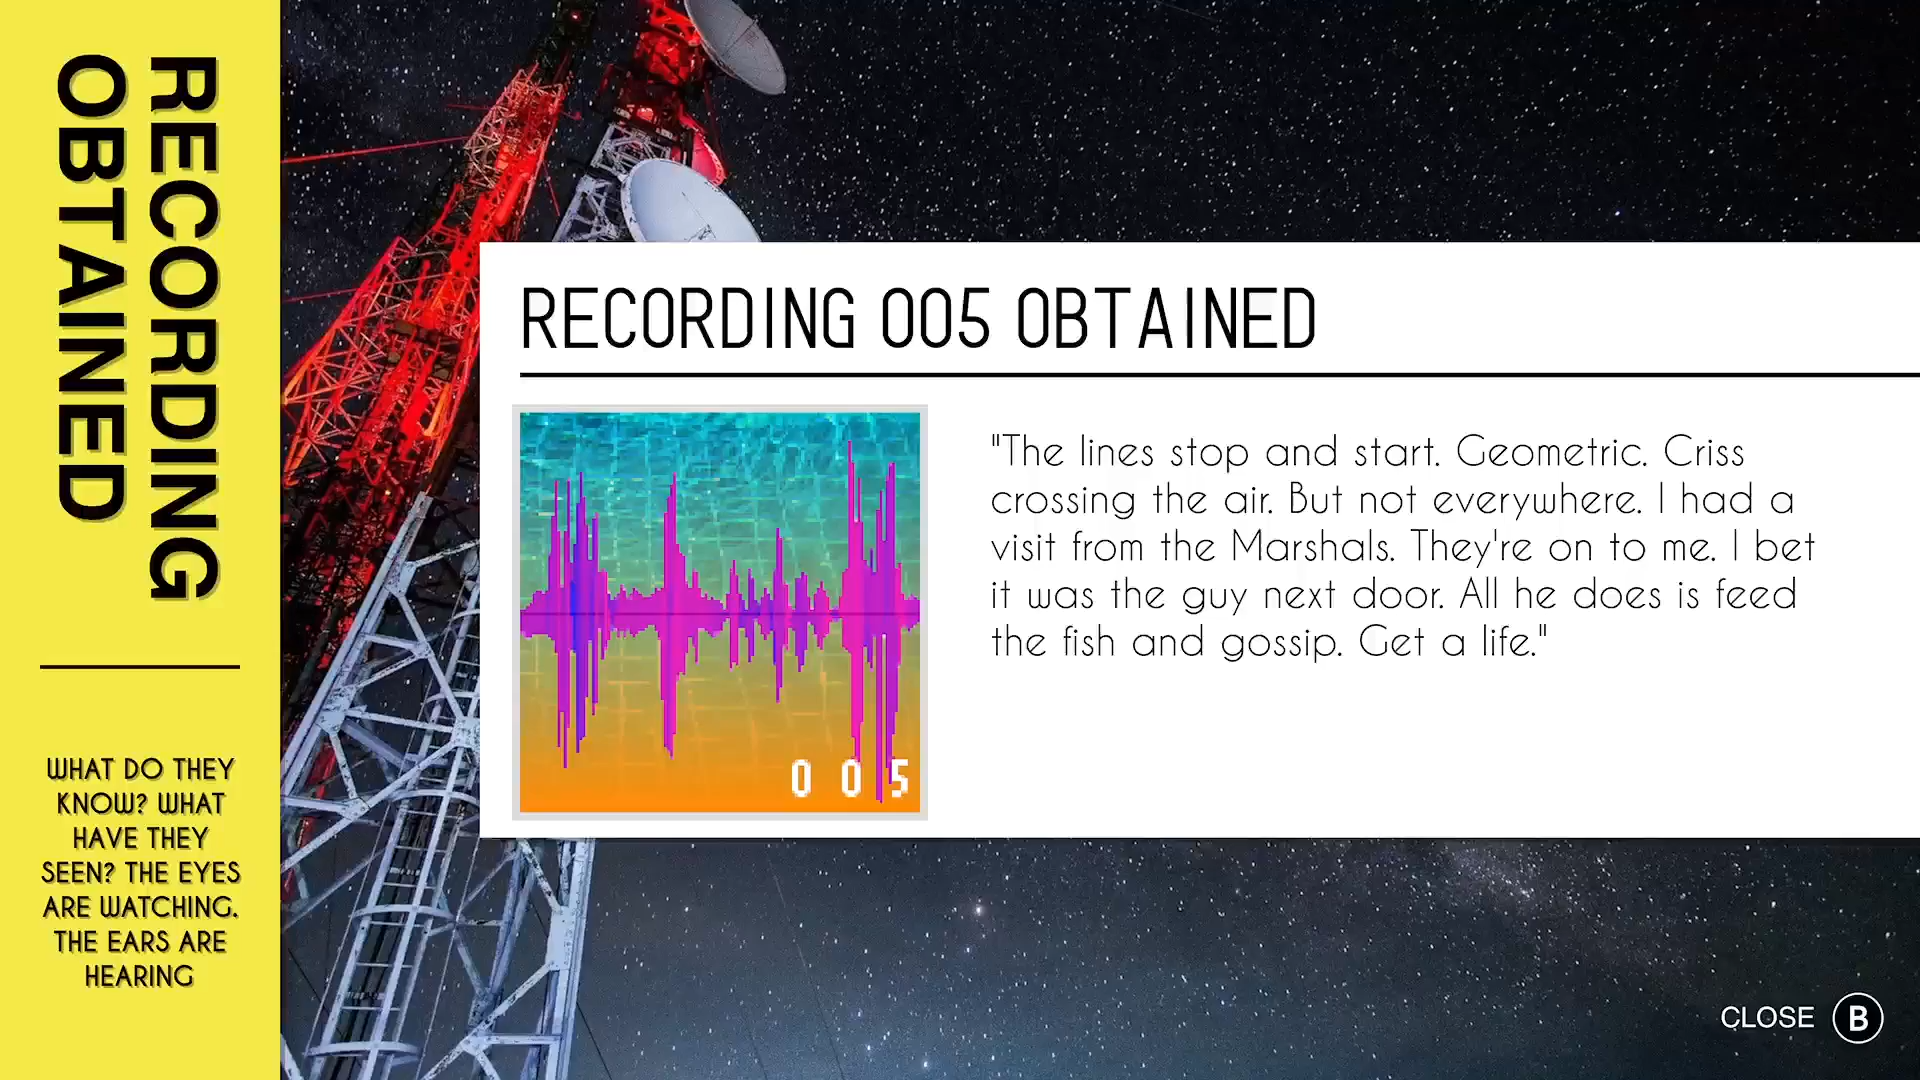 RECORDING
OBTAINED
WHAT DO THEY
KNOW? WHAT
HAVE THEY
SEEN? THE EYES
ARE WATCHING.
THE EARS ARE
HEARING
RECORDING 005 OBTAINED
005
"The lines stop and start. Geometric. Criss
crossing the air. But not everywhere. I had a
visit from the Marshals. They're on to me. I bet
it was the guy next door. All he does is feed
the fish and gossip. Get a life."
CLOSE B